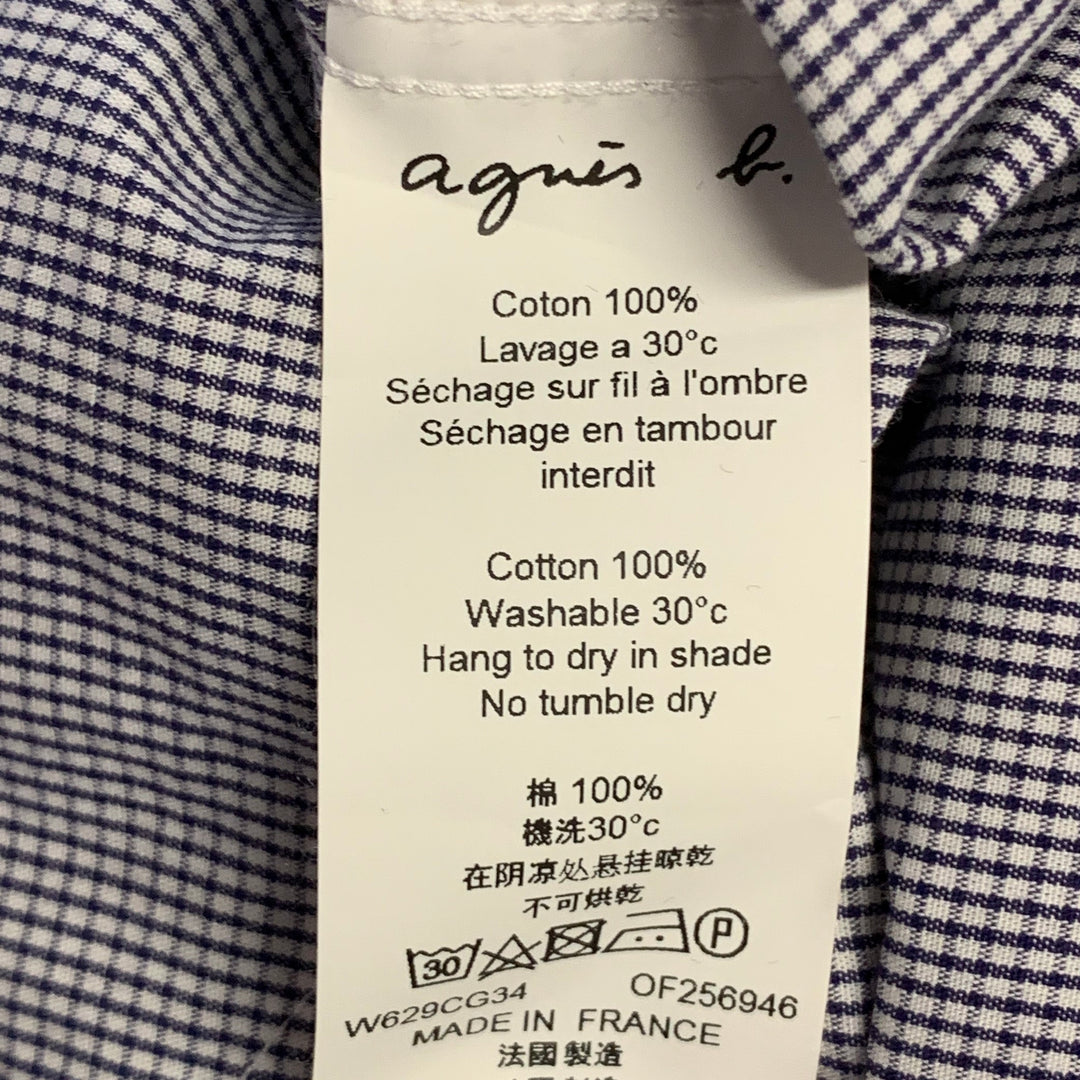 agnès b.
Coton 100%
Lavage a 30°c
Séchage sur fil à l'ombre
Séchage en tambour
interdit
Cotton 100%
Washable 30°c
Hang to dry in shade
No tumble dry
棉 100%
機洗30°c
在阴凉处悬挂晾乾
不可烘乾
30 P
W629CG34 OF256946
MADE IN FRANCE
法國製造